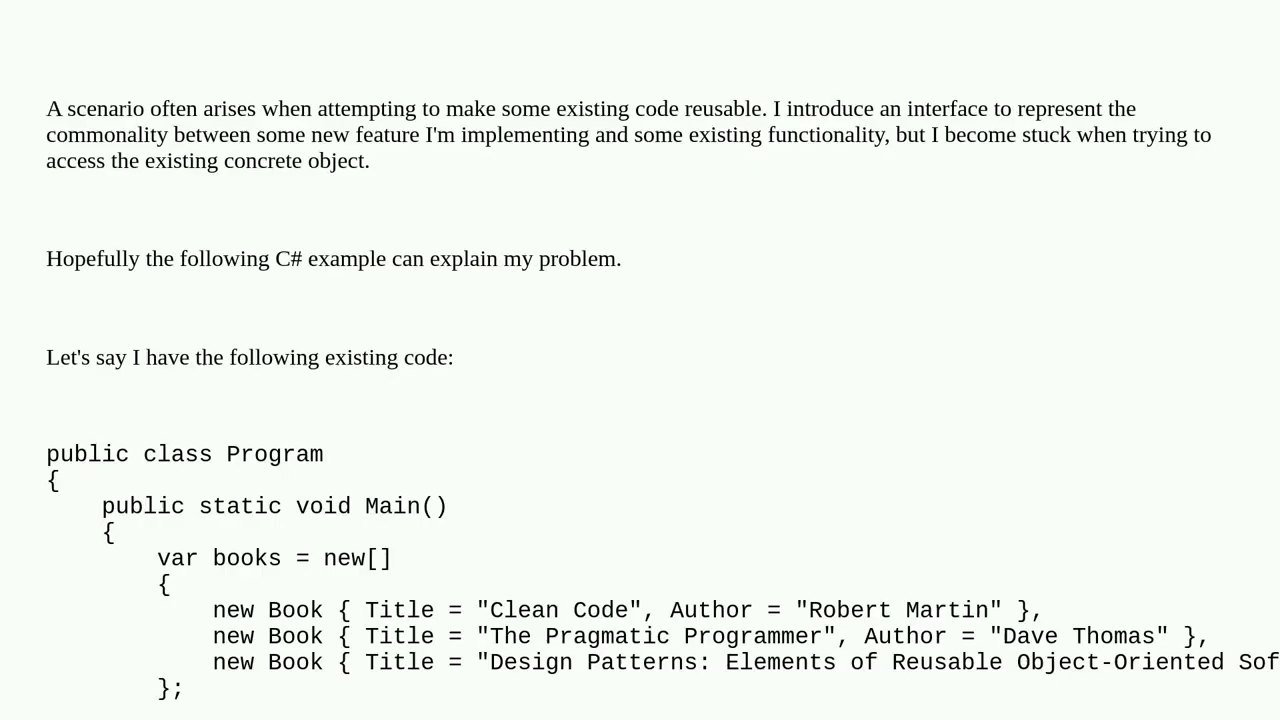 A scenario often arises when attempting to make some existing code reusable. I introduce an interface to represent the
commonality between some new feature I'm implementing and some existing functionality, but I become stuck when trying to
access the existing concrete object.
Hopefully the following C# example can explain my problem.
Let's say I have the following existing code:
public class Program
{
    public static void Main()
    {
        var books = new[]
        {
            new Book { Title = "Clean Code", Author = "Robert Martin" },
            new Book { Title = "The Pragmatic Programmer", Author = "Dave Thomas" },
            new Book { Title = "Design Patterns: Elements of Reusable Object-Oriented Sof
        };